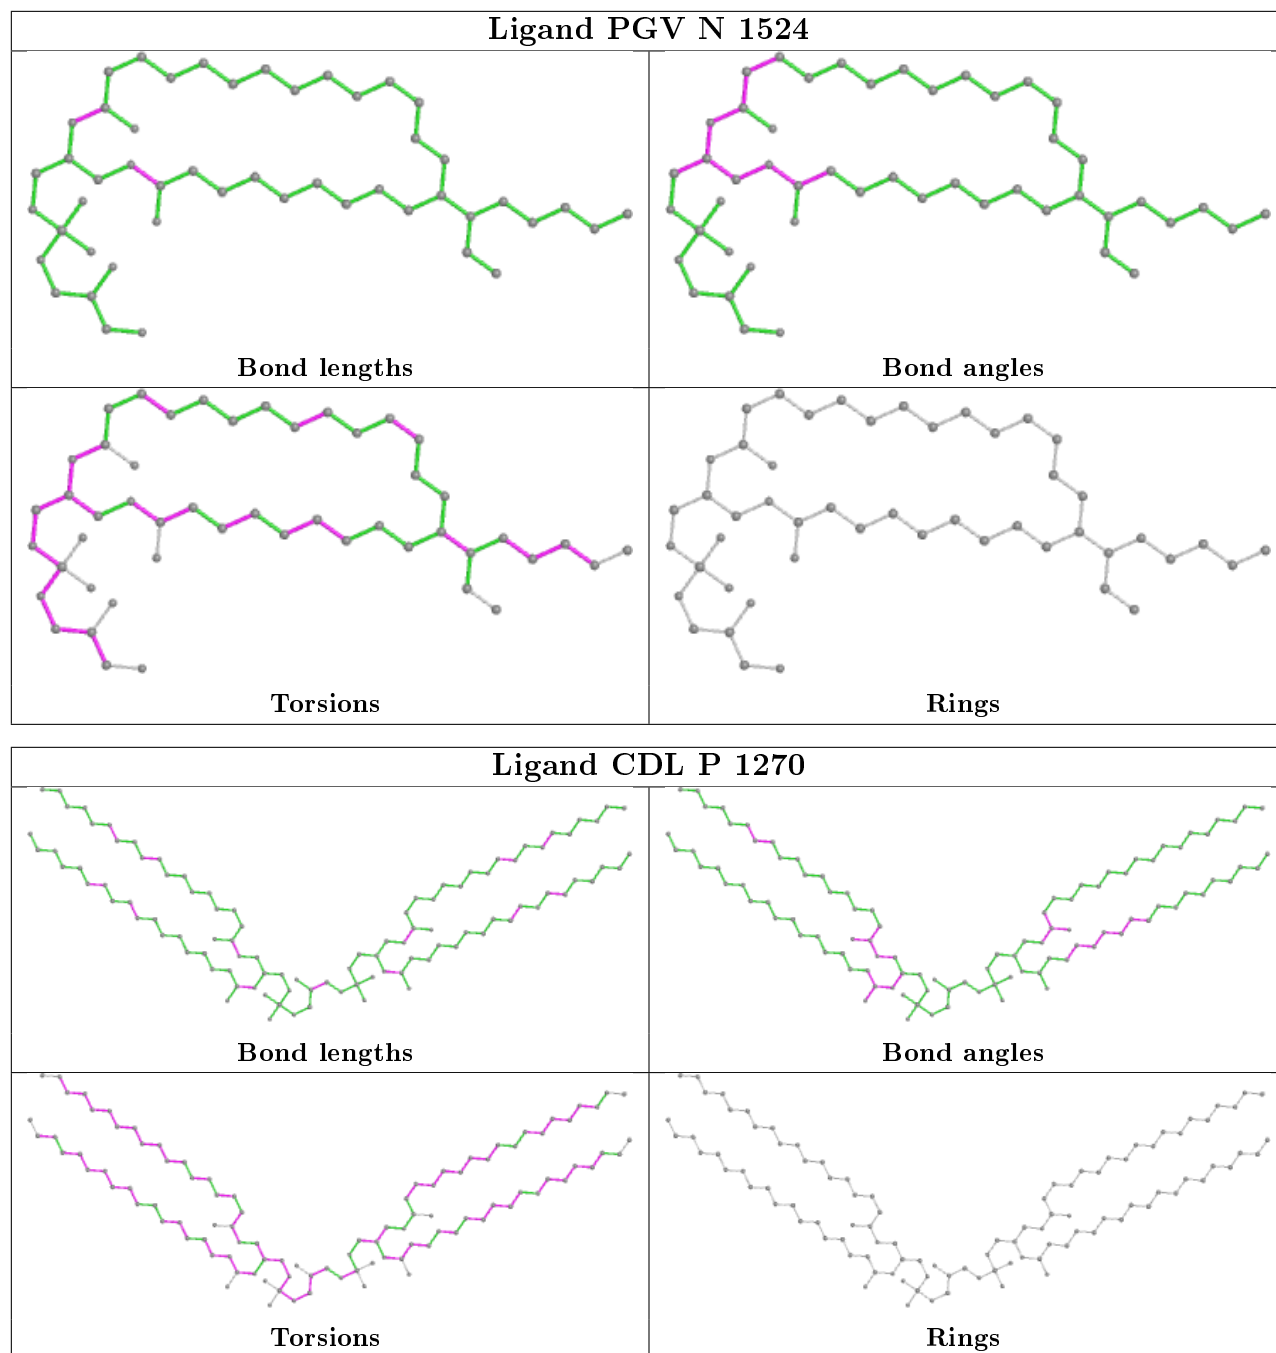 Ligand PGV N 1524
Bond lengths
Bond angles
Torsions
Rings
Ligand CDL P 1270
Bond lengths
Bond angles
Torsions
Rings